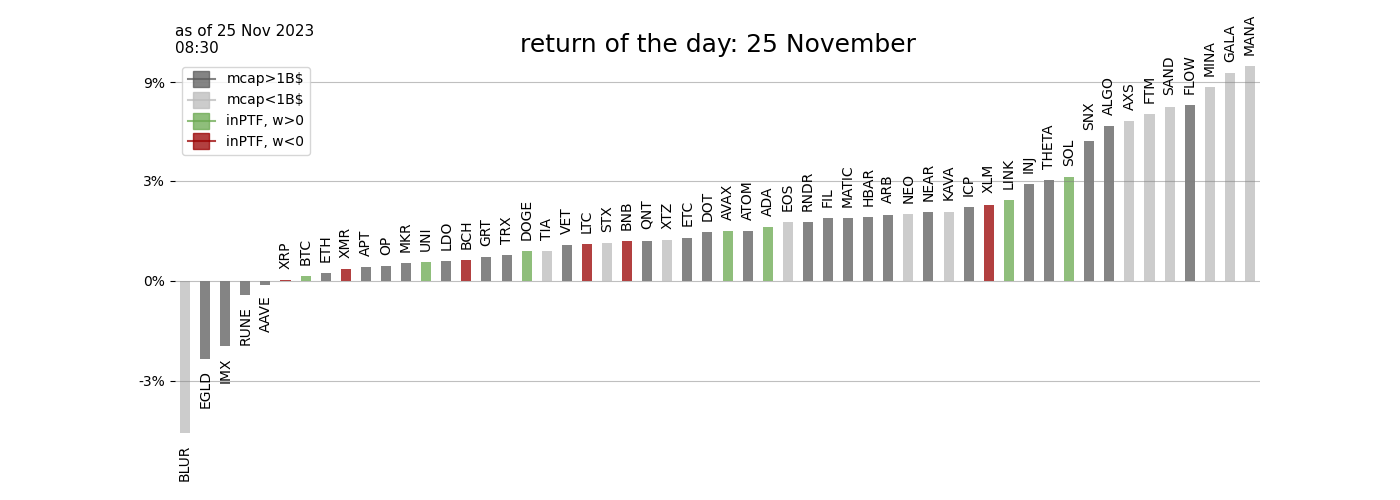 as of 25 Nov 2023
08:30
return of the day: 25 November
mcap>1B$
mcap<1B$
inPTF, w>0
inPTF, w<0
9%
3%
0%
-3%
BLUR
EGLD
IMX
RUNE
AAVE
XRP
BTC
ETH
XMR
APT
OP
MKR
UNI
LDO
BCH
GRT
TRX
DOGE
TIA
VET
LTC
STX
BNB
QNT
XTZ
ETC
DOT
AVAX
ATOM
ADA
EOS
RNDR
FIL
MATIC
HBAR
ARB
NEO
NEAR
KAVA
ICP
XLM
LINK
INJ
THETA
SOL
SNX
ALGO
AXS
FTM
SAND
FLOW
MINA
GALA
MANA